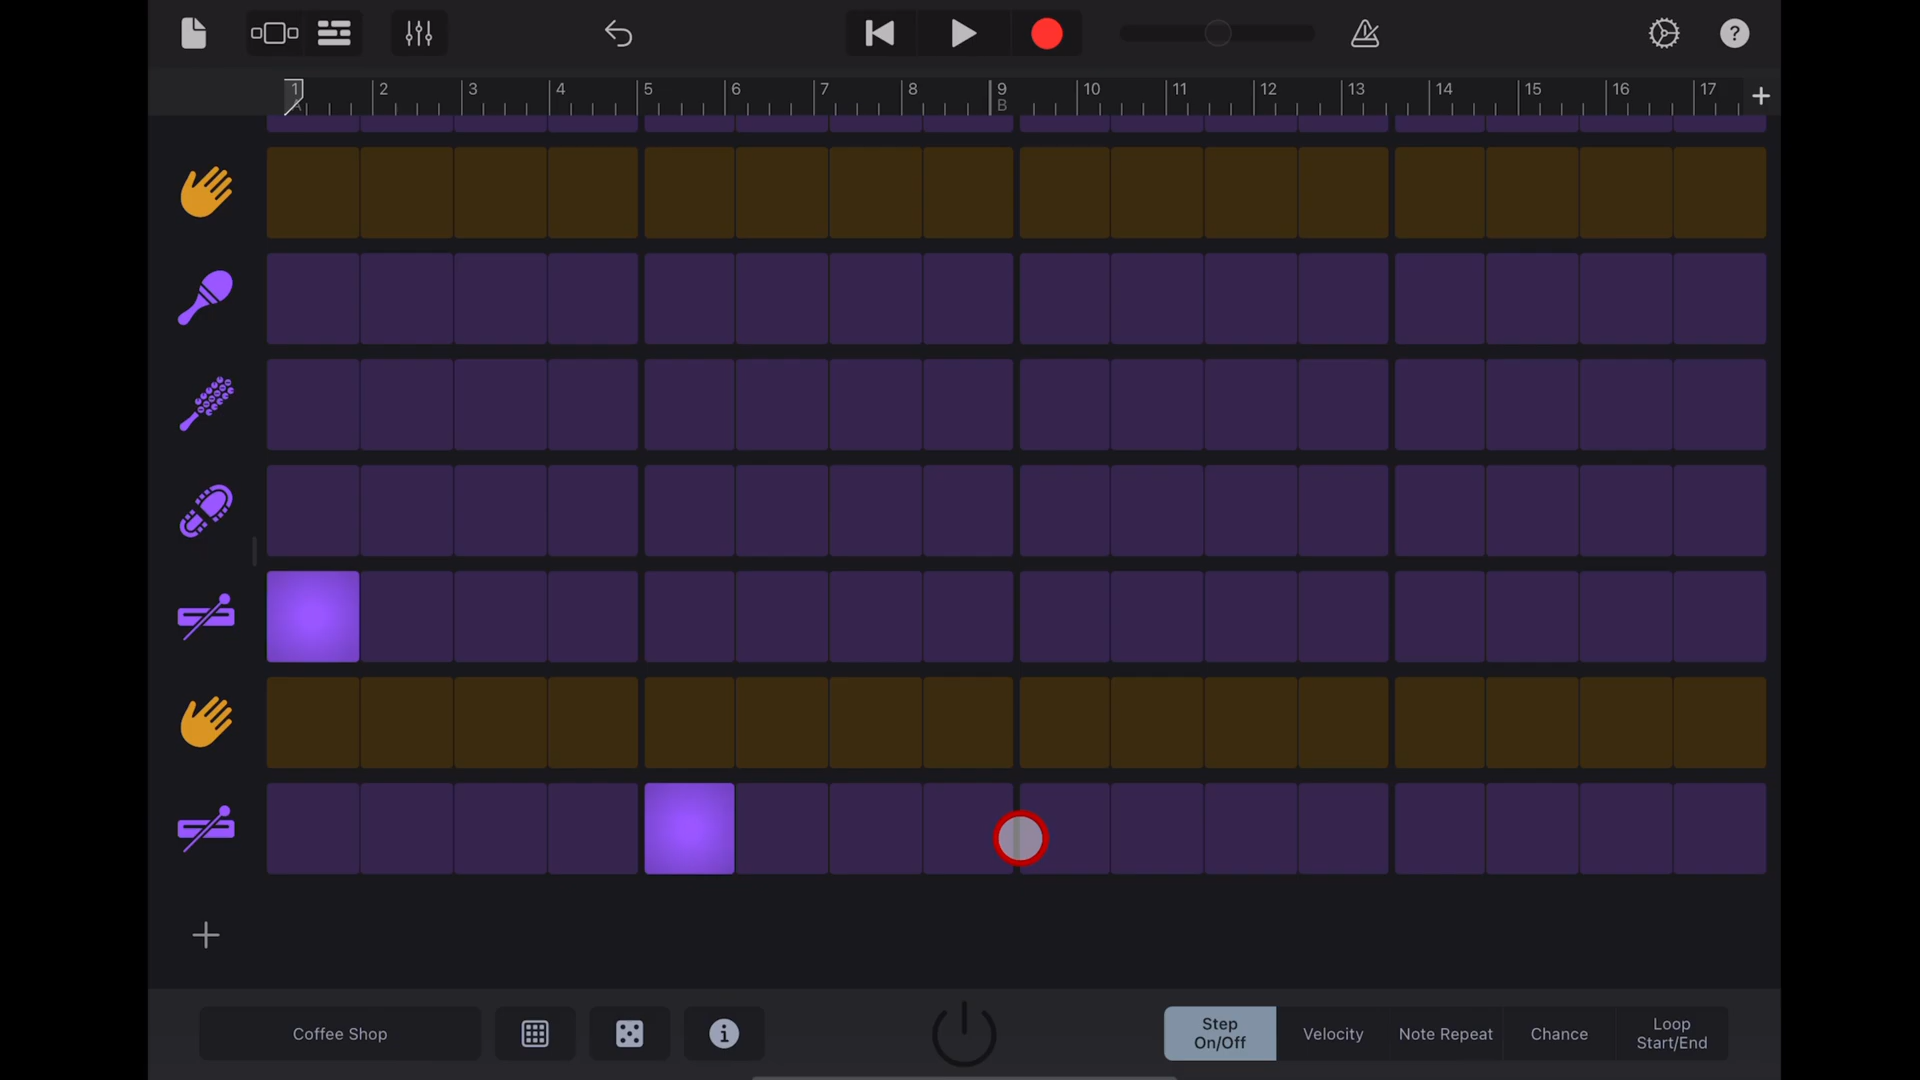 ?
1 2 3 4 5 6 7 8 9 10 11 12 13 14 15 16 17 +
A B
Coffee Shop
Step
On/Off
Velocity
Note Repeat
Chance
Loop
Start/End